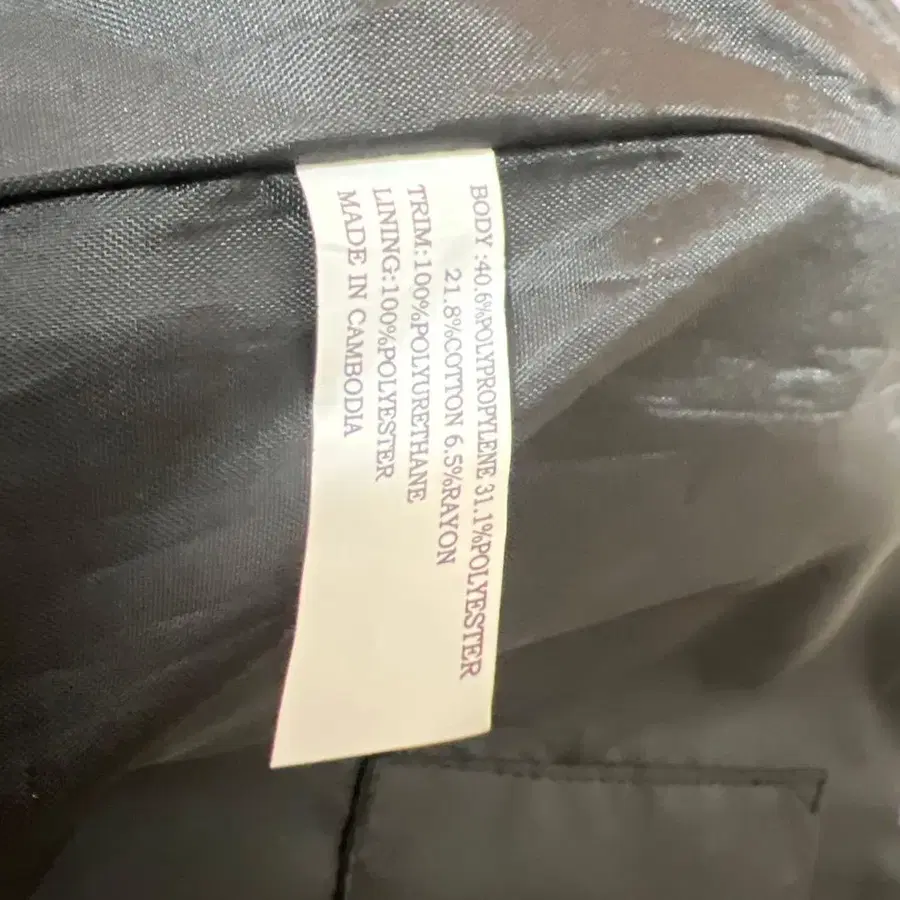 BODY :40.6%POLYPROPYLENE 31.1%POLYESTER
21.8%COTTON 6.5%RAYON
TRIM:100%POLYURETHANE
LINING:100%POLYESTER
MADE IN CAMBODIA